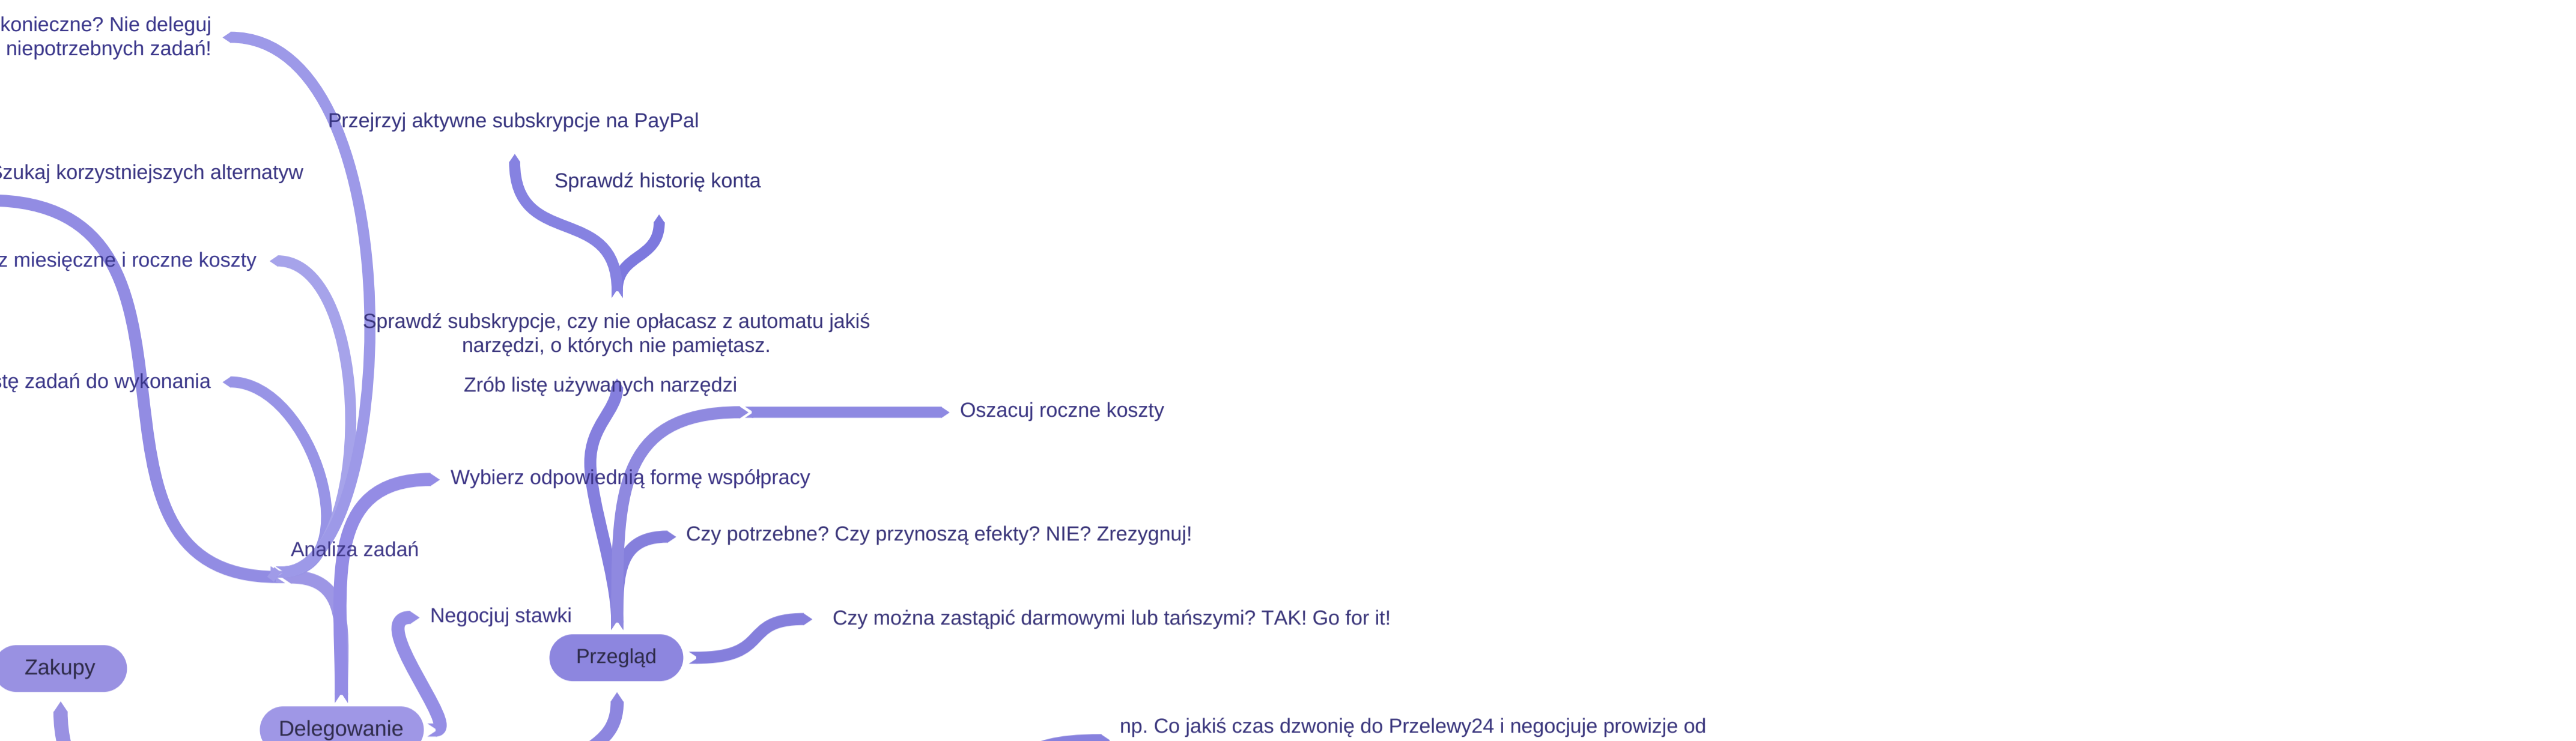 konieczne? Nie deleguj
niepotrzebnych zadań!
Przejrzyj aktywne subskrypcje na PayPal
Szukaj korzystniejszych alternatyw
Sprawdź historię konta
z miesięczne i roczne koszty
Sprawdź subskrypcje, czy nie opłacasz z automatu jakiś
narzędzi, o których nie pamiętasz.
stę zadań do wykonania
Zrób listę używanych narzędzi
Oszacuj roczne koszty
Wybierz odpowiednią formę współpracy
Czy potrzebne? Czy przynoszą efekty? NIE? Zrezygnuj!
Analiza zadań
Negocjuj stawki
Czy można zastąpić darmowymi lub tańszymi? TAK! Go for it!
Przegląd
Zakupy
Delegowanie
np. Co jakiś czas dzwonię do Przelewy24 i negocjuje prowizje od